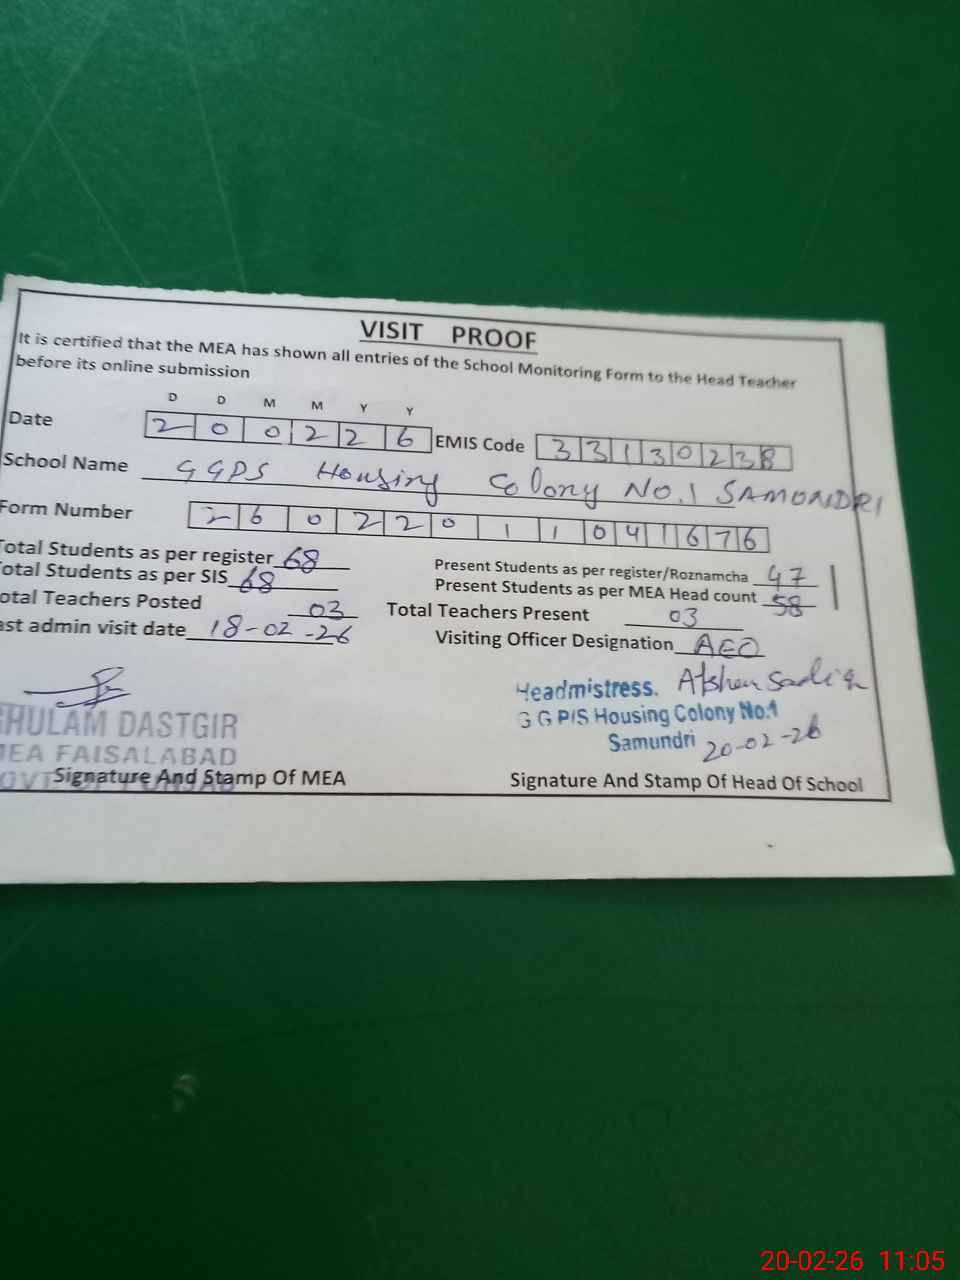 VISIT PROOF
It is certified that the MEA has shown all entries of the School Monitoring Form to the Head Teacher
before its online submission
D D M M Y Y
Date 2 0 0 2 2 6 EMIS Code 3 3 1 3 0 2 3 8
School Name GGPS Housing Colony No.1 SAMONDRI
Form Number 2 6 0 2 2 0 1 1 0 4 1 6 7 6
Total Students as per register 68 Present Students as per register/Roznamcha 47
Total Students as per SIS 68 Present Students as per MEA Head count 58
otal Teachers Posted 03 Total Teachers Present 03
ast admin visit date 18-02-26 Visiting Officer Designation AEO
Headmistress. Afshan Sadiq
GHULAM DASTGIR G G P/S Housing Colony No.1
MEA FAISALABAD Samundri 20-02-26
GOVT OF PUNJAB
Signature And Stamp Of MEA Signature And Stamp Of Head Of School
20-02-26 11:05